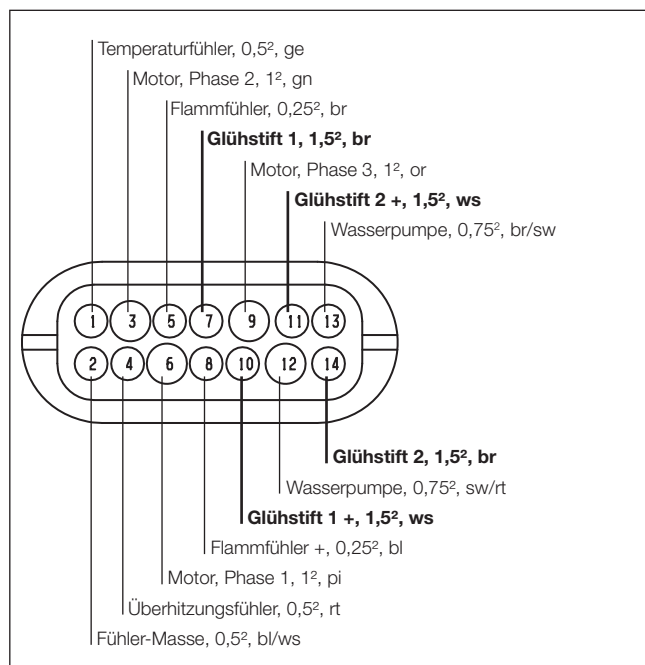 Temperaturfühler, 0,5², ge
Motor, Phase 2, 1², gn
Flammfühler, 0,25², br
Glühstift 1, 1,5², br
Motor, Phase 3, 1², or
Glühstift 2 +, 1,5², ws
Wasserpumpe, 0,75², br/sw
1 3 5 7 9 11 13
2 4 6 8 10 12 14
Glühstift 2, 1,5², br
Wasserpumpe, 0,75², sw/rt
Glühstift 1 +, 1,5², ws
Flammfühler +, 0,25², bl
Motor, Phase 1, 1², pi
Überhitzungsfühler, 0,5², rt
Fühler-Masse, 0,5², bl/ws